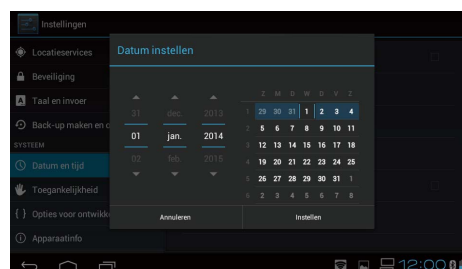 Instellingen
Locatieservices
Beveiliging
Taal en invoer
Back-up maken en o
SYSTEEM
Datum en tijd
Toegankelijkheid
Opties voor ontwikk
Apparaatinfo
Datum instellen
31 dec. 2013
01 jan. 2014
02 feb. 2015
Z M D W D V Z
1 29 30 31 1 2 3 4
2 5 6 7 8 9 10 11
3 12 13 14 15 16 17 18
4 19 20 21 22 23 24 25
5 26 27 28 29 30 31 1
6 2 3 4 5 6 7 8
Annuleren Instellen
12:00